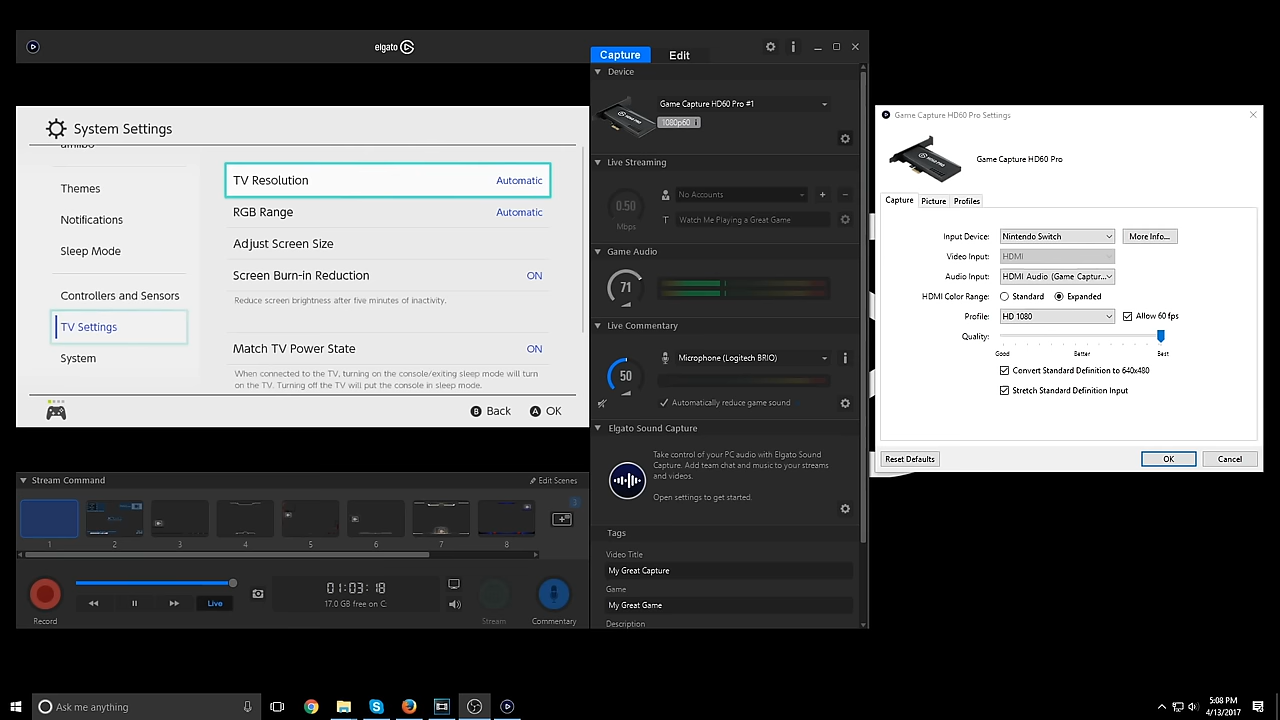 elgato
Capture
Edit
Device
Game Capture HD60 Pro #1
1080p60 i
Live Streaming
0.50
Mbps
No Accounts
+
−
T Watch Me Playing a Great Game
Game Audio
71
Live Commentary
50
Microphone (Logitech BRIO)
Automatically reduce game sound
Elgato Sound Capture
Take control of your PC audio with Elgato Sound
Capture. Add team chat and music to your streams
and videos.
Open settings to get started.
Tags
Video Title
My Great Capture
Game
My Great Game
Description
System Settings
amiibo
Themes
Notifications
Sleep Mode
Controllers and Sensors
TV Settings
System
TV Resolution Automatic
RGB Range Automatic
Adjust Screen Size
Screen Burn-in Reduction ON
Reduce screen brightness after five minutes of inactivity.
Match TV Power State ON
When connected to the TV, turning on the console/exiting sleep mode will turn
on the TV. Turning off the TV will put the console in sleep mode.
B Back A OK
Stream Command
Edit Scenes
1 2 3 4 5 6 7 8
Live
01:03:18
17.0 GB free on C:
Record
Stream
Commentary
Game Capture HD60 Pro Settings
Game Capture HD60 Pro
Capture Picture Profiles
Input Device: Nintendo Switch More Info...
Video Input: HDMI
Audio Input: HDMI Audio (Game Captur...
HDMI Color Range: Standard Expanded
Profile: HD 1080 Allow 60 fps
Quality:
Good Better Best
Convert Standard Definition to 640x480
Stretch Standard Definition Input
Reset Defaults OK Cancel
Ask me anything
5:08 PM
4/13/2017